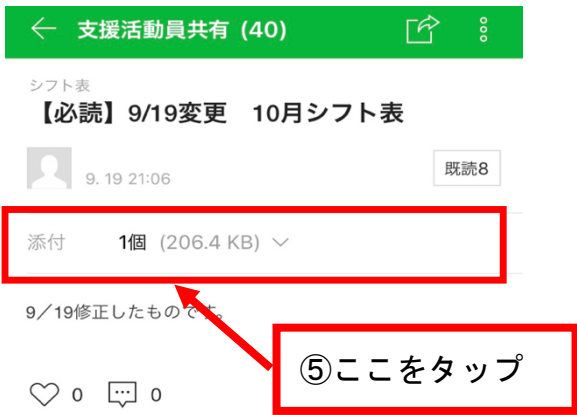 支援活動員共有 (40)
シフト表
【必読】9/19変更　10月シフト表
9. 19 21:06
既読8
添付　1個 (206.4 KB)
9／19修正したものです。
⑤ここをタップ
0　0